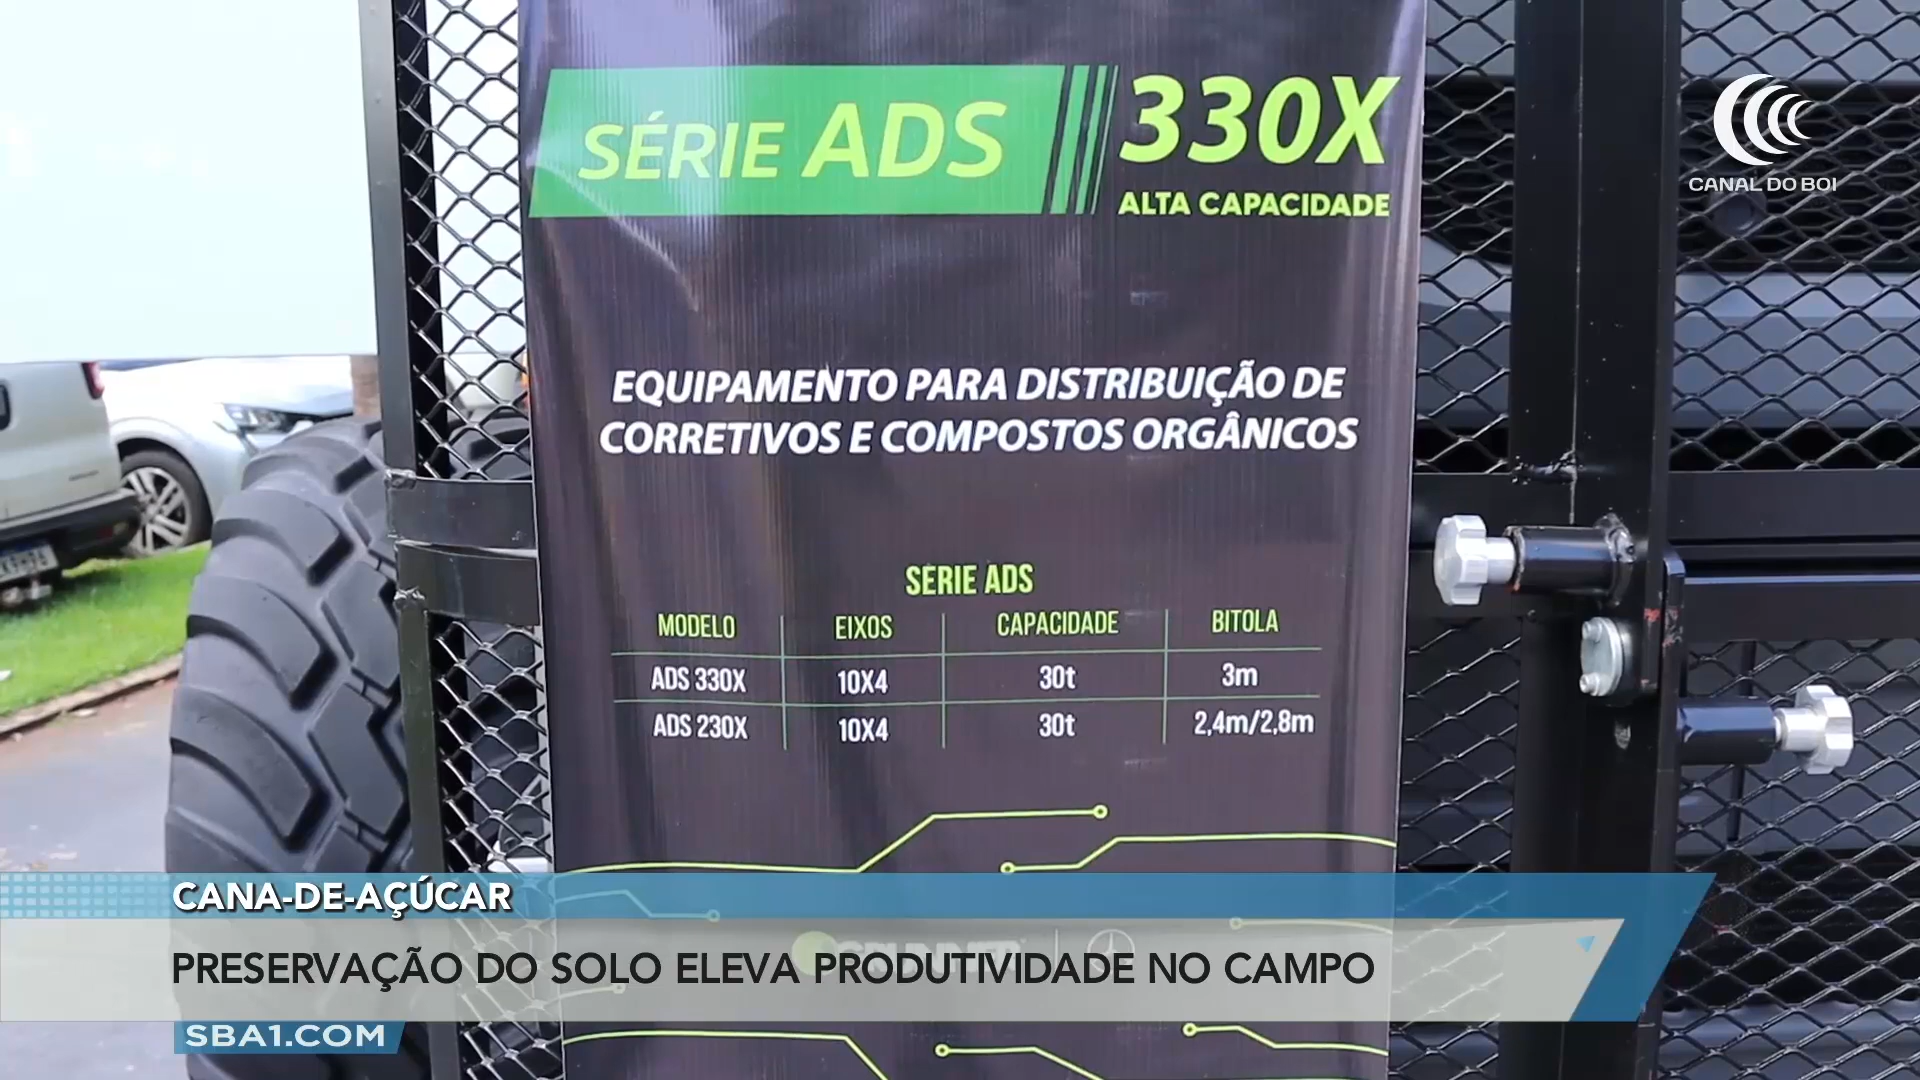 SÉRIE ADS
330X
ALTA CAPACIDADE
CANAL DO BOI
EQUIPAMENTO PARA DISTRIBUIÇÃO DE
CORRETIVOS E COMPOSTOS ORGÂNICOS
SÉRIE ADS
MODELO EIXOS CAPACIDADE BITOLA
ADS 330X 10X4 30t 3m
ADS 230X 10X4 30t 2,4m/2,8m
CANA-DE-AÇÚCAR
PRESERVAÇÃO DO SOLO ELEVA PRODUTIVIDADE NO CAMPO
SBA1.COM